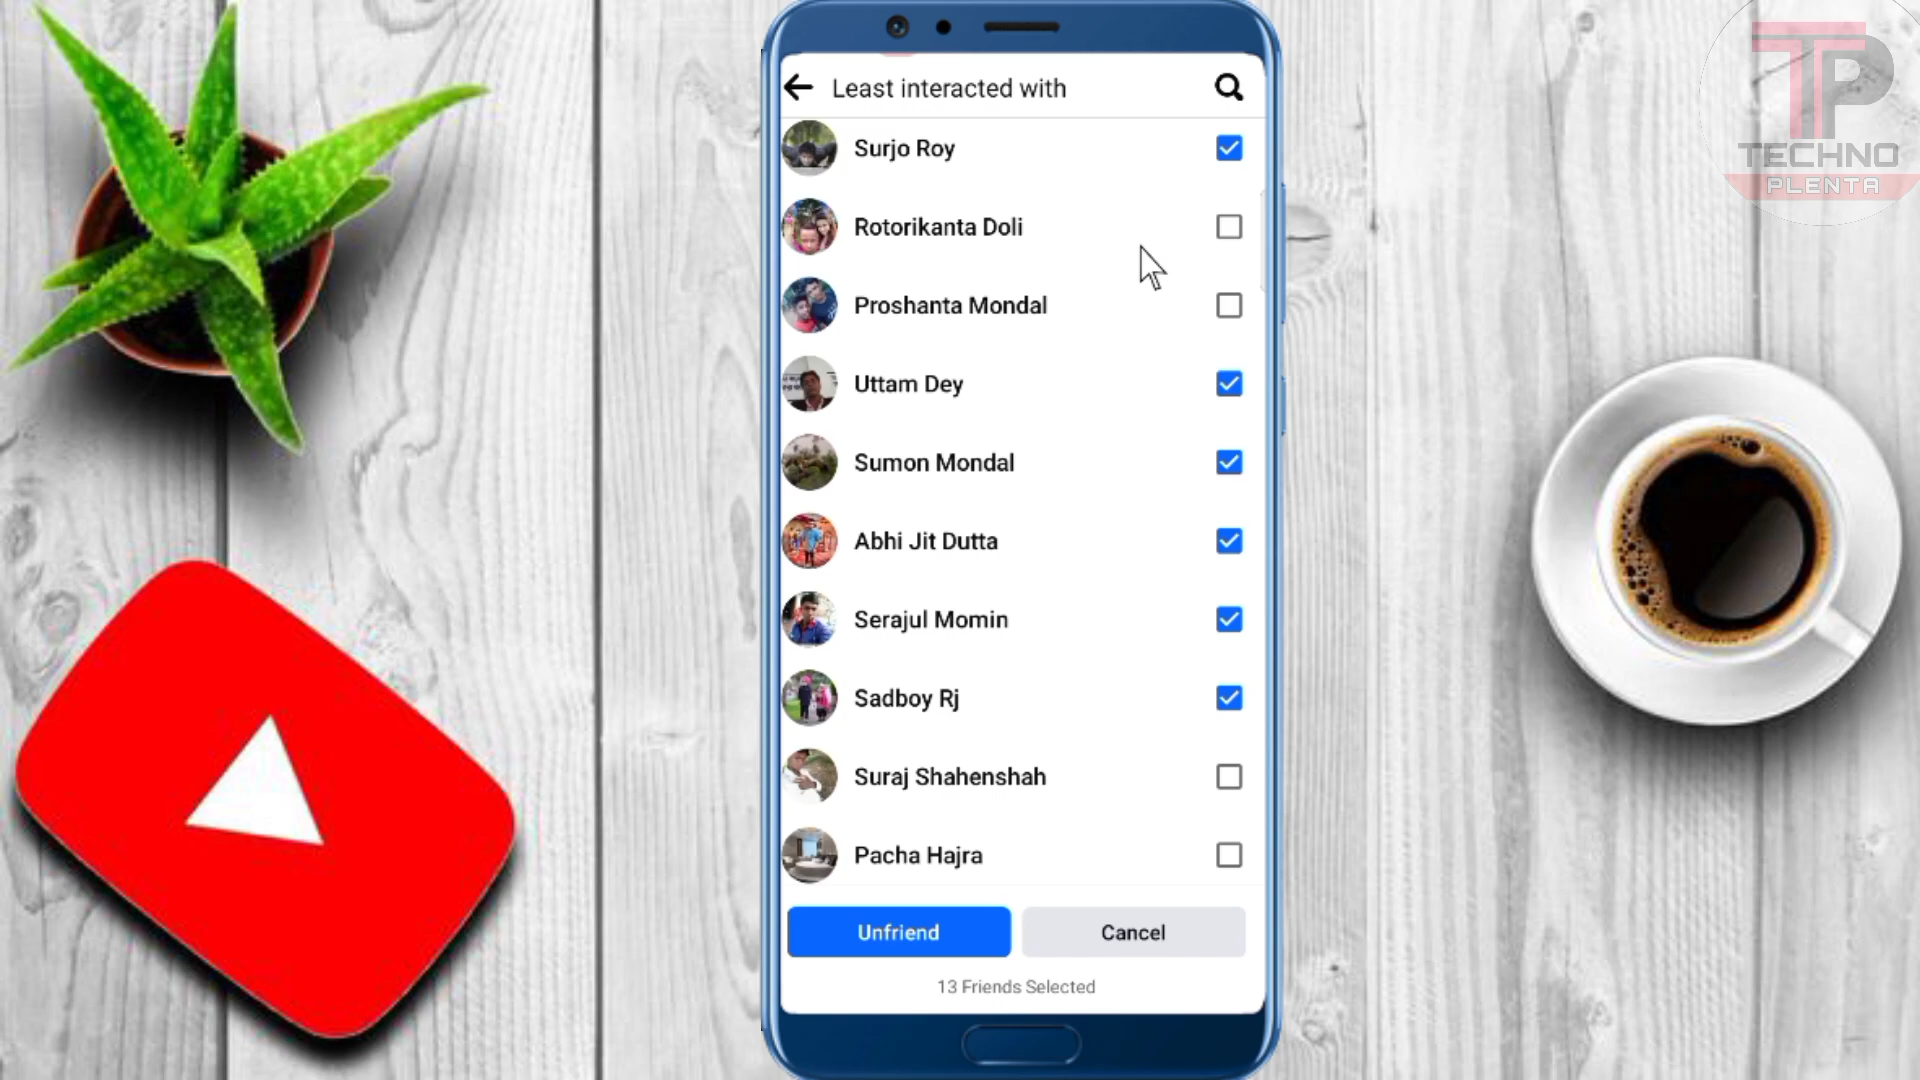 Least interacted with
Surjo Roy
Rotorikanta Doli
Proshanta Mondal
Uttam Dey
Sumon Mondal
Abhi Jit Dutta
Serajul Momin
Sadboy Rj
Suraj Shahenshah
Pacha Hajra
Unfriend
Cancel
13 Friends Selected
TP
TECHNO
PLENTA